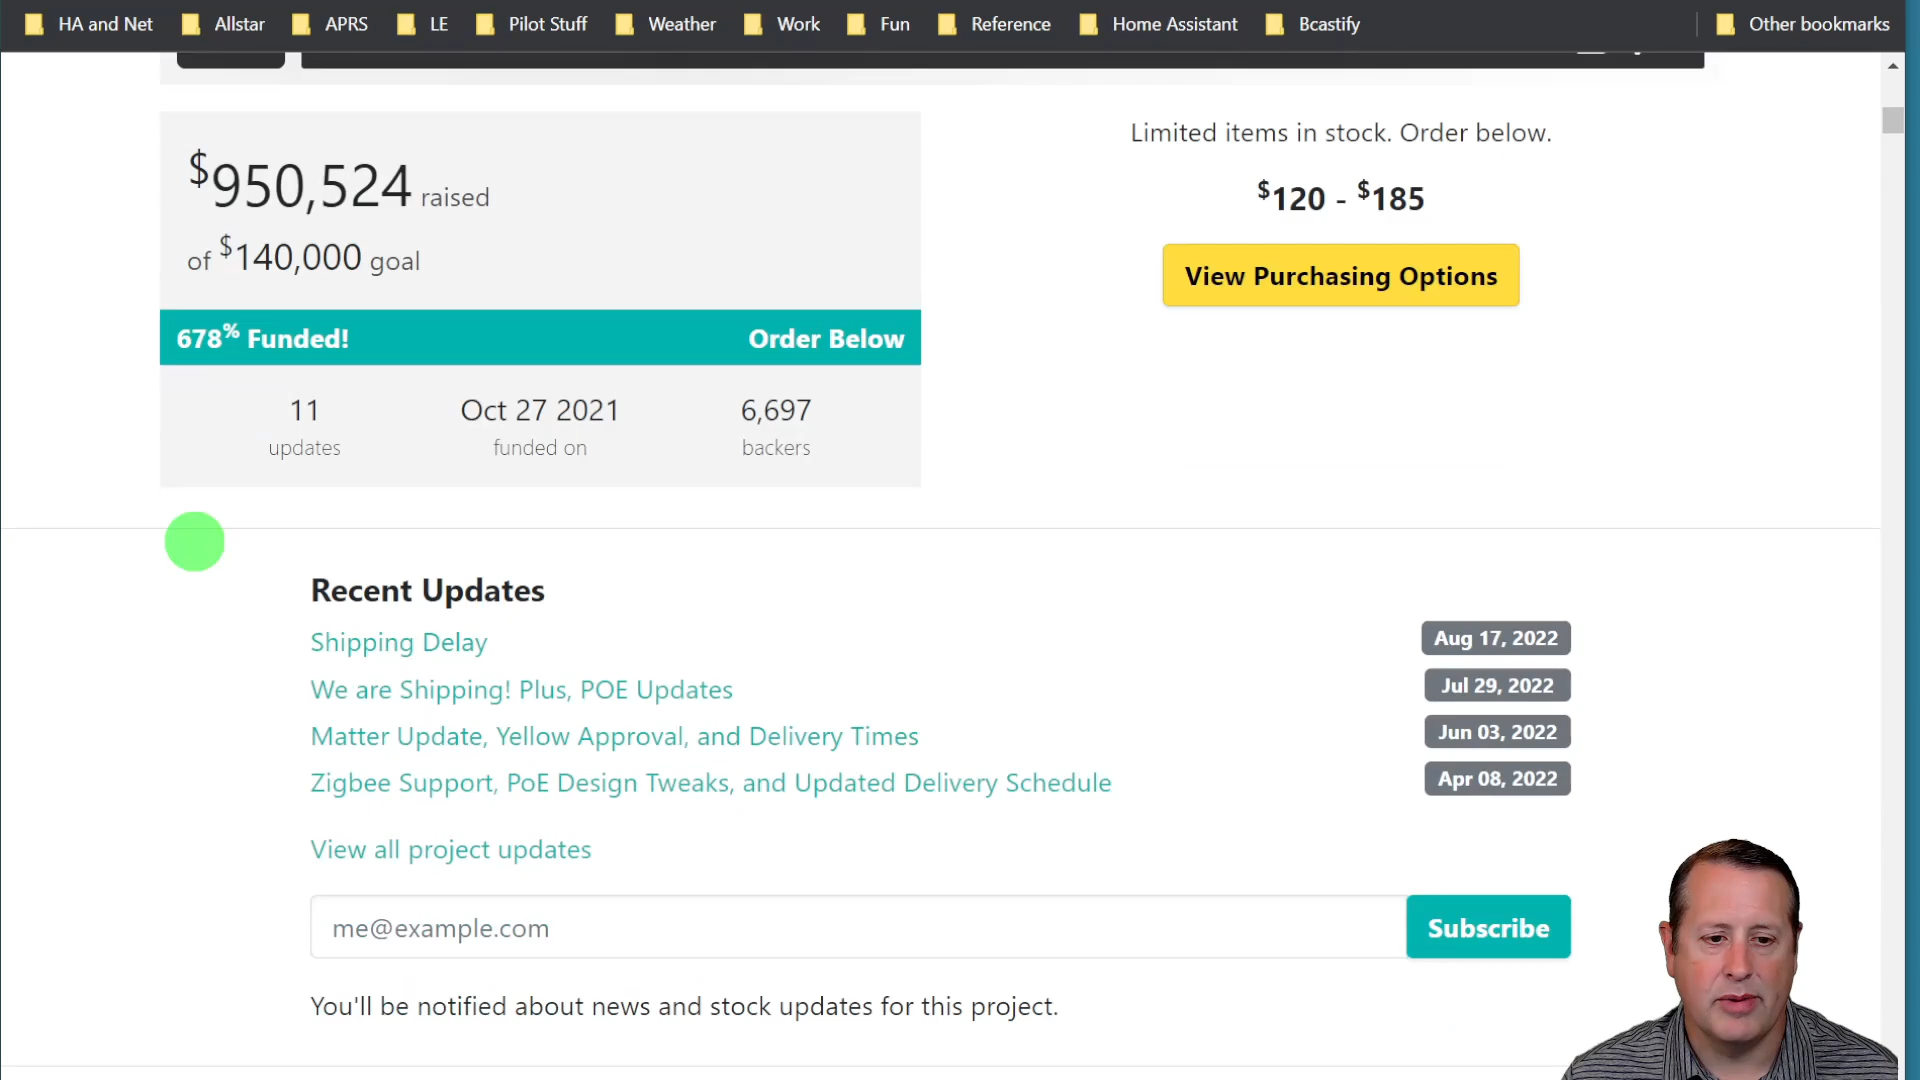 HA and Net Allstar APRS LE Pilot Stuff Weather Work Fun Reference Home Assistant Bcastify Other bookmarks
$950,524 raised
of $140,000 goal
678% Funded! Order Below
11 Oct 27 2021 6,697
updates funded on backers
Limited items in stock. Order below.
$120 - $185
View Purchasing Options
Recent Updates
Shipping Delay Aug 17, 2022
We are Shipping! Plus, POE Updates Jul 29, 2022
Matter Update, Yellow Approval, and Delivery Times Jun 03, 2022
Zigbee Support, PoE Design Tweaks, and Updated Delivery Schedule Apr 08, 2022
View all project updates
me@example.com Subscribe
You'll be notified about news and stock updates for this project.